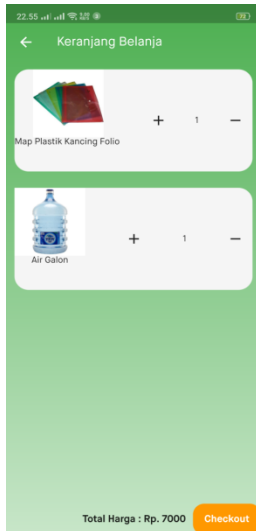 22.55
Keranjang Belanja
+ 1 −
Map Plastik Kancing Folio
+ 1 −
Air Galon
Total Harga : Rp. 7000 Checkout